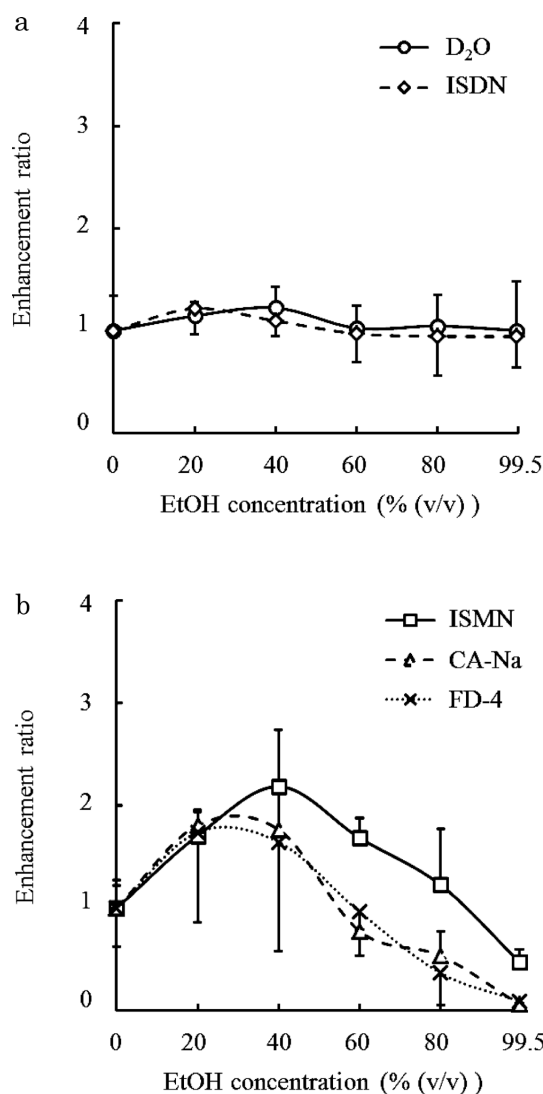 a
4
3
2
1
0
Enhancement ratio
D₂O
ISDN
0 20 40 60 80 99.5
EtOH concentration (% (v/v) )
b
4
3
2
1
0
Enhancement ratio
ISMN
CA-Na
FD-4
0 20 40 60 80 99.5
EtOH concentration (% (v/v) )